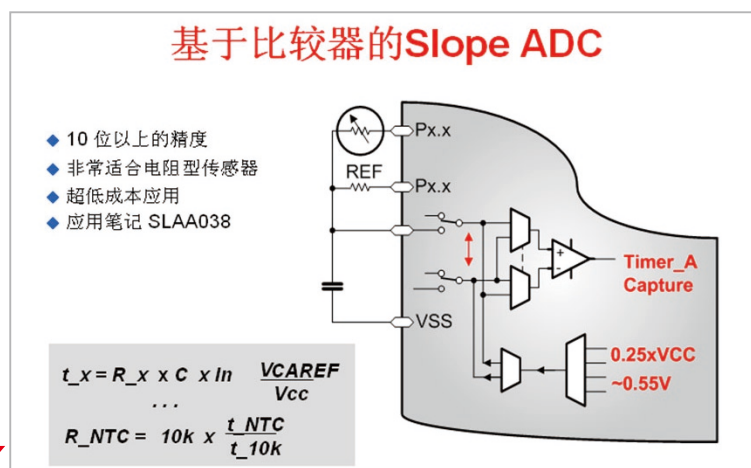 基于比较器的Slope ADC
10 位以上的精度
非常适合电阻型传感器
超低成本应用
应用笔记 SLAA038
Px.x
REF
Px.x
+
-
Timer_A
Capture
VSS
0.25xVCC
~0.55V
t_x = R_x x C x ln VCAREF
Vcc
. . .
R_NTC = 10k x t_NTC
t_10k